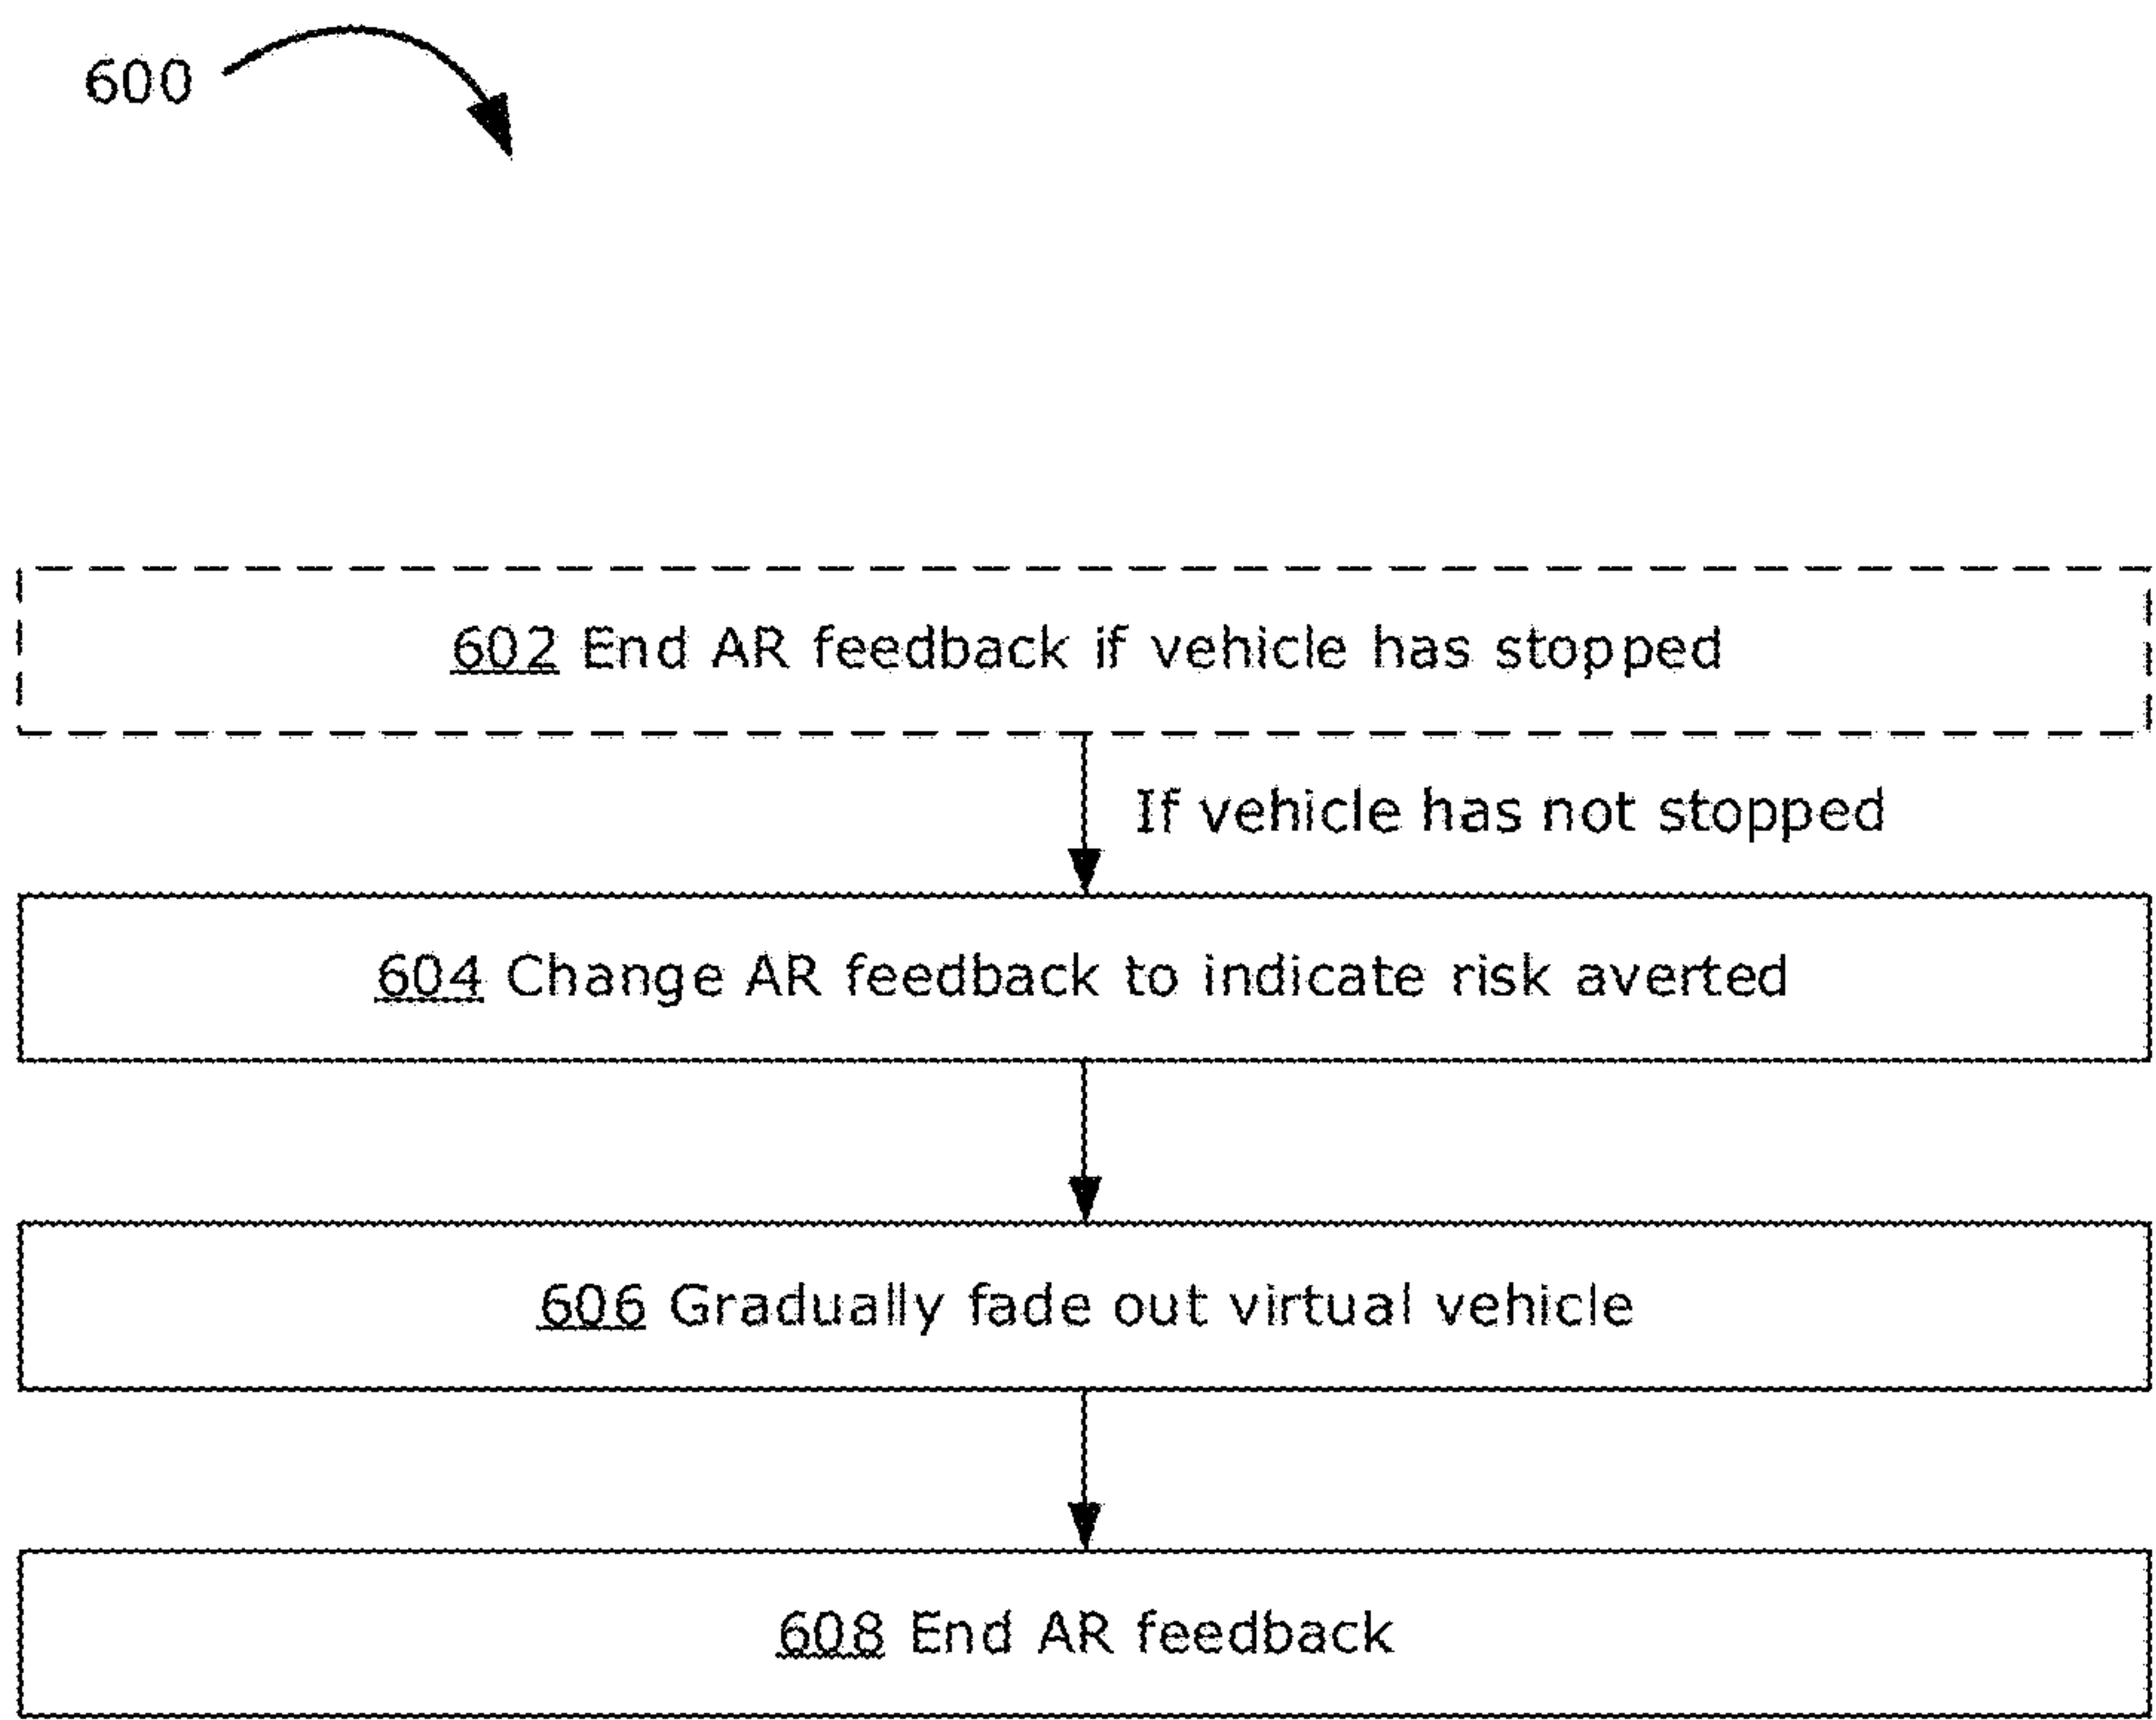 600
602 End AR feedback if vehicle has stopped
If vehicle has not stopped
604 Change AR feedback to indicate risk averted
606 Gradually fade out virtual vehicle
608 End AR feedback